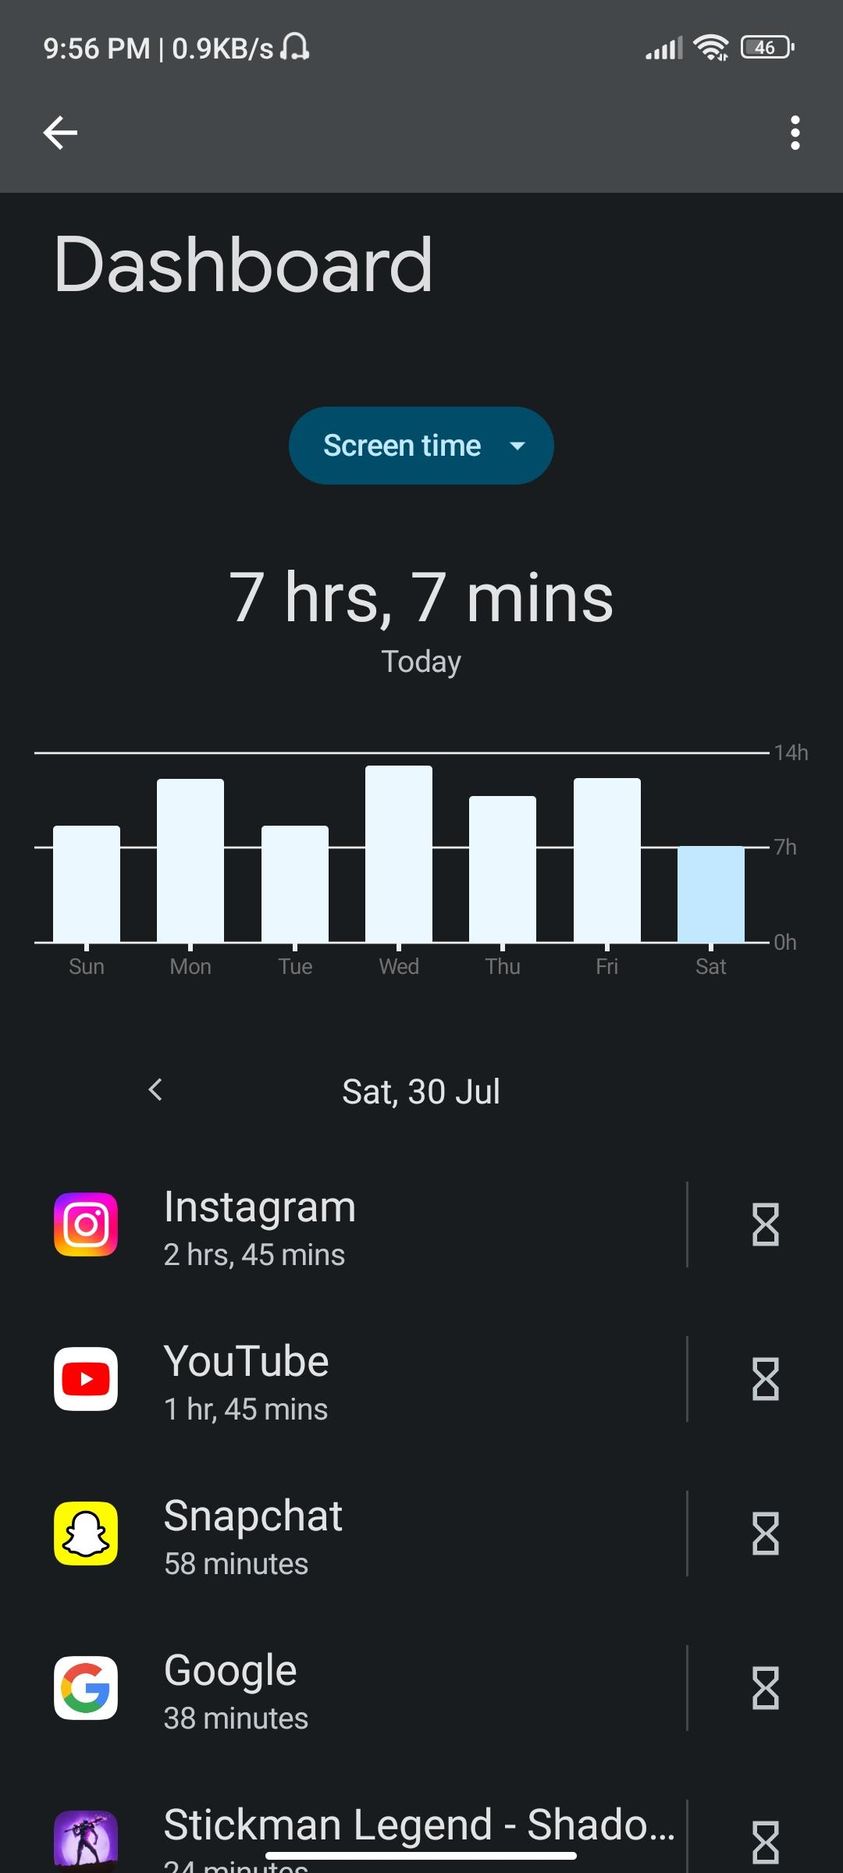 9:56 PM | 0.9KB/s
46
Dashboard
Screen time
7 hrs, 7 mins
Today
14h
7h
0h
Sun Mon Tue Wed Thu Fri Sat
Sat, 30 Jul
Instagram
2 hrs, 45 mins
YouTube
1 hr, 45 mins
Snapchat
58 minutes
Google
38 minutes
Stickman Legend - Shado...
24 minutes